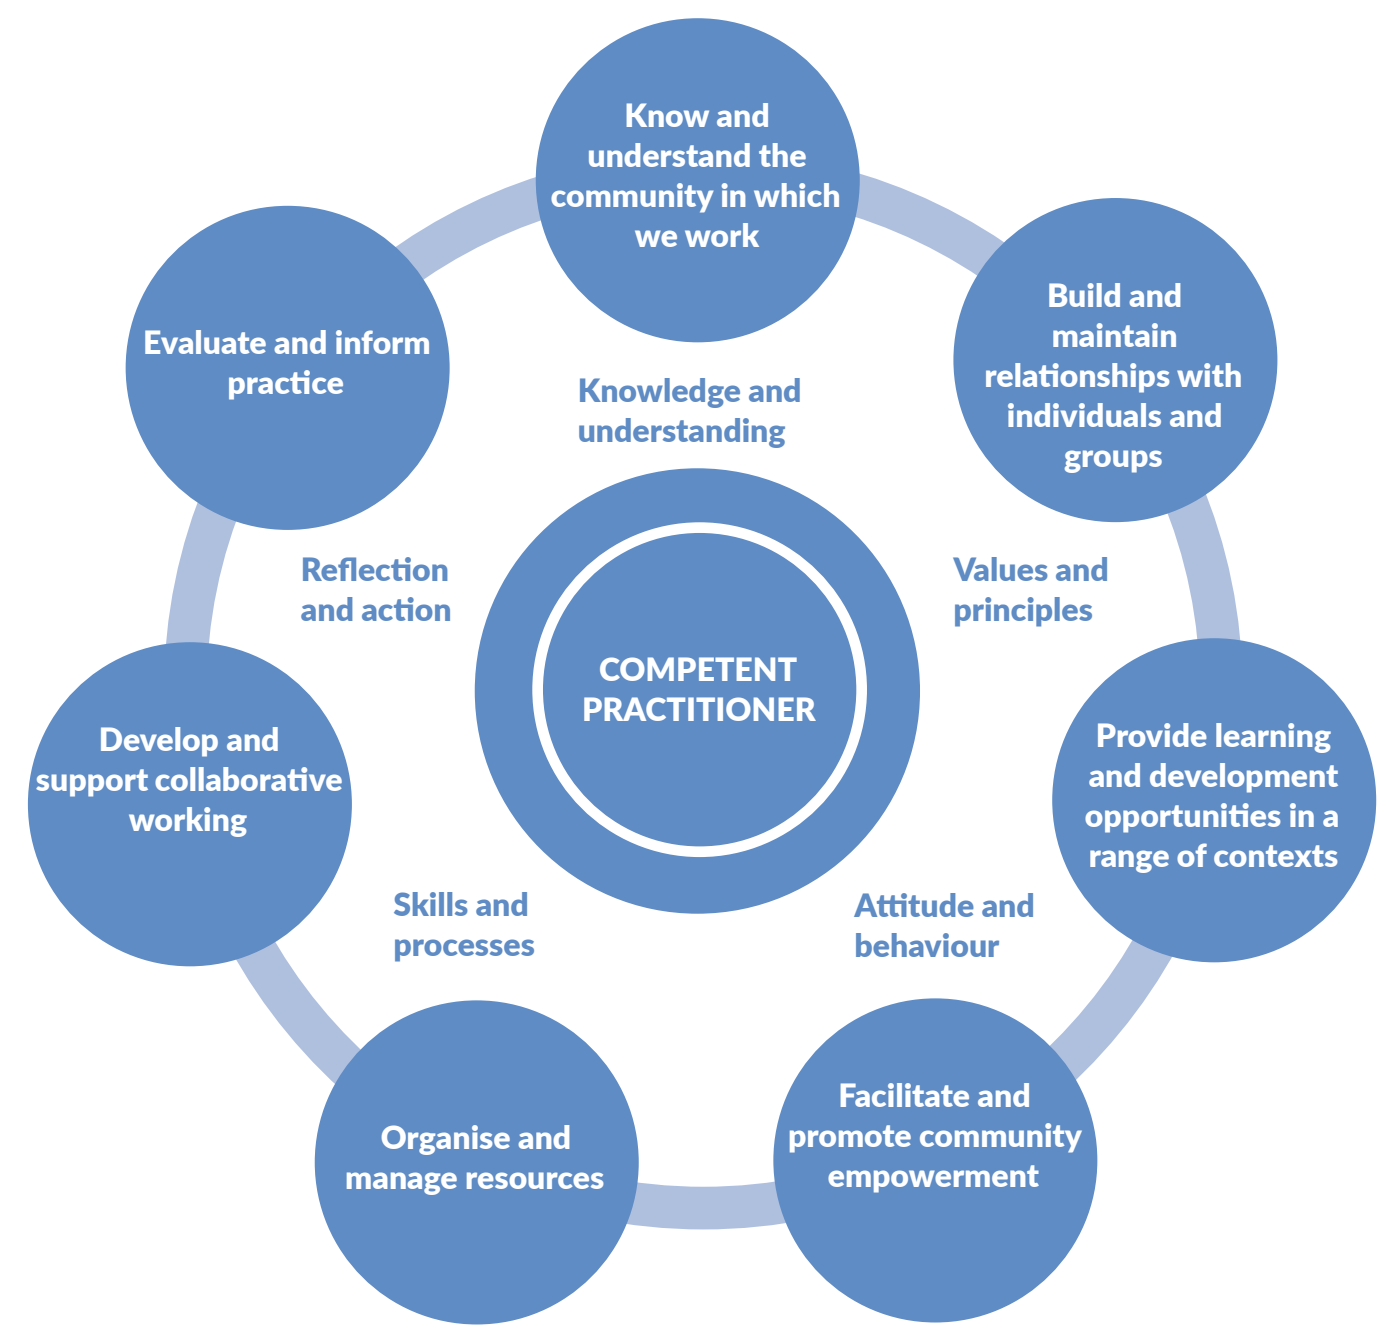 Know and
understand the
community in which
we work
Build and
maintain
relationships with
individuals and
groups
Evaluate and inform
practice
Knowledge and
understanding
Reflection
and action
Values and
principles
COMPETENT
PRACTITIONER
Develop and
support collaborative
working
Provide learning
and development
opportunities in a
range of contexts
Skills and
processes
Attitude and
behaviour
Organise and
manage resources
Facilitate and
promote community
empowerment